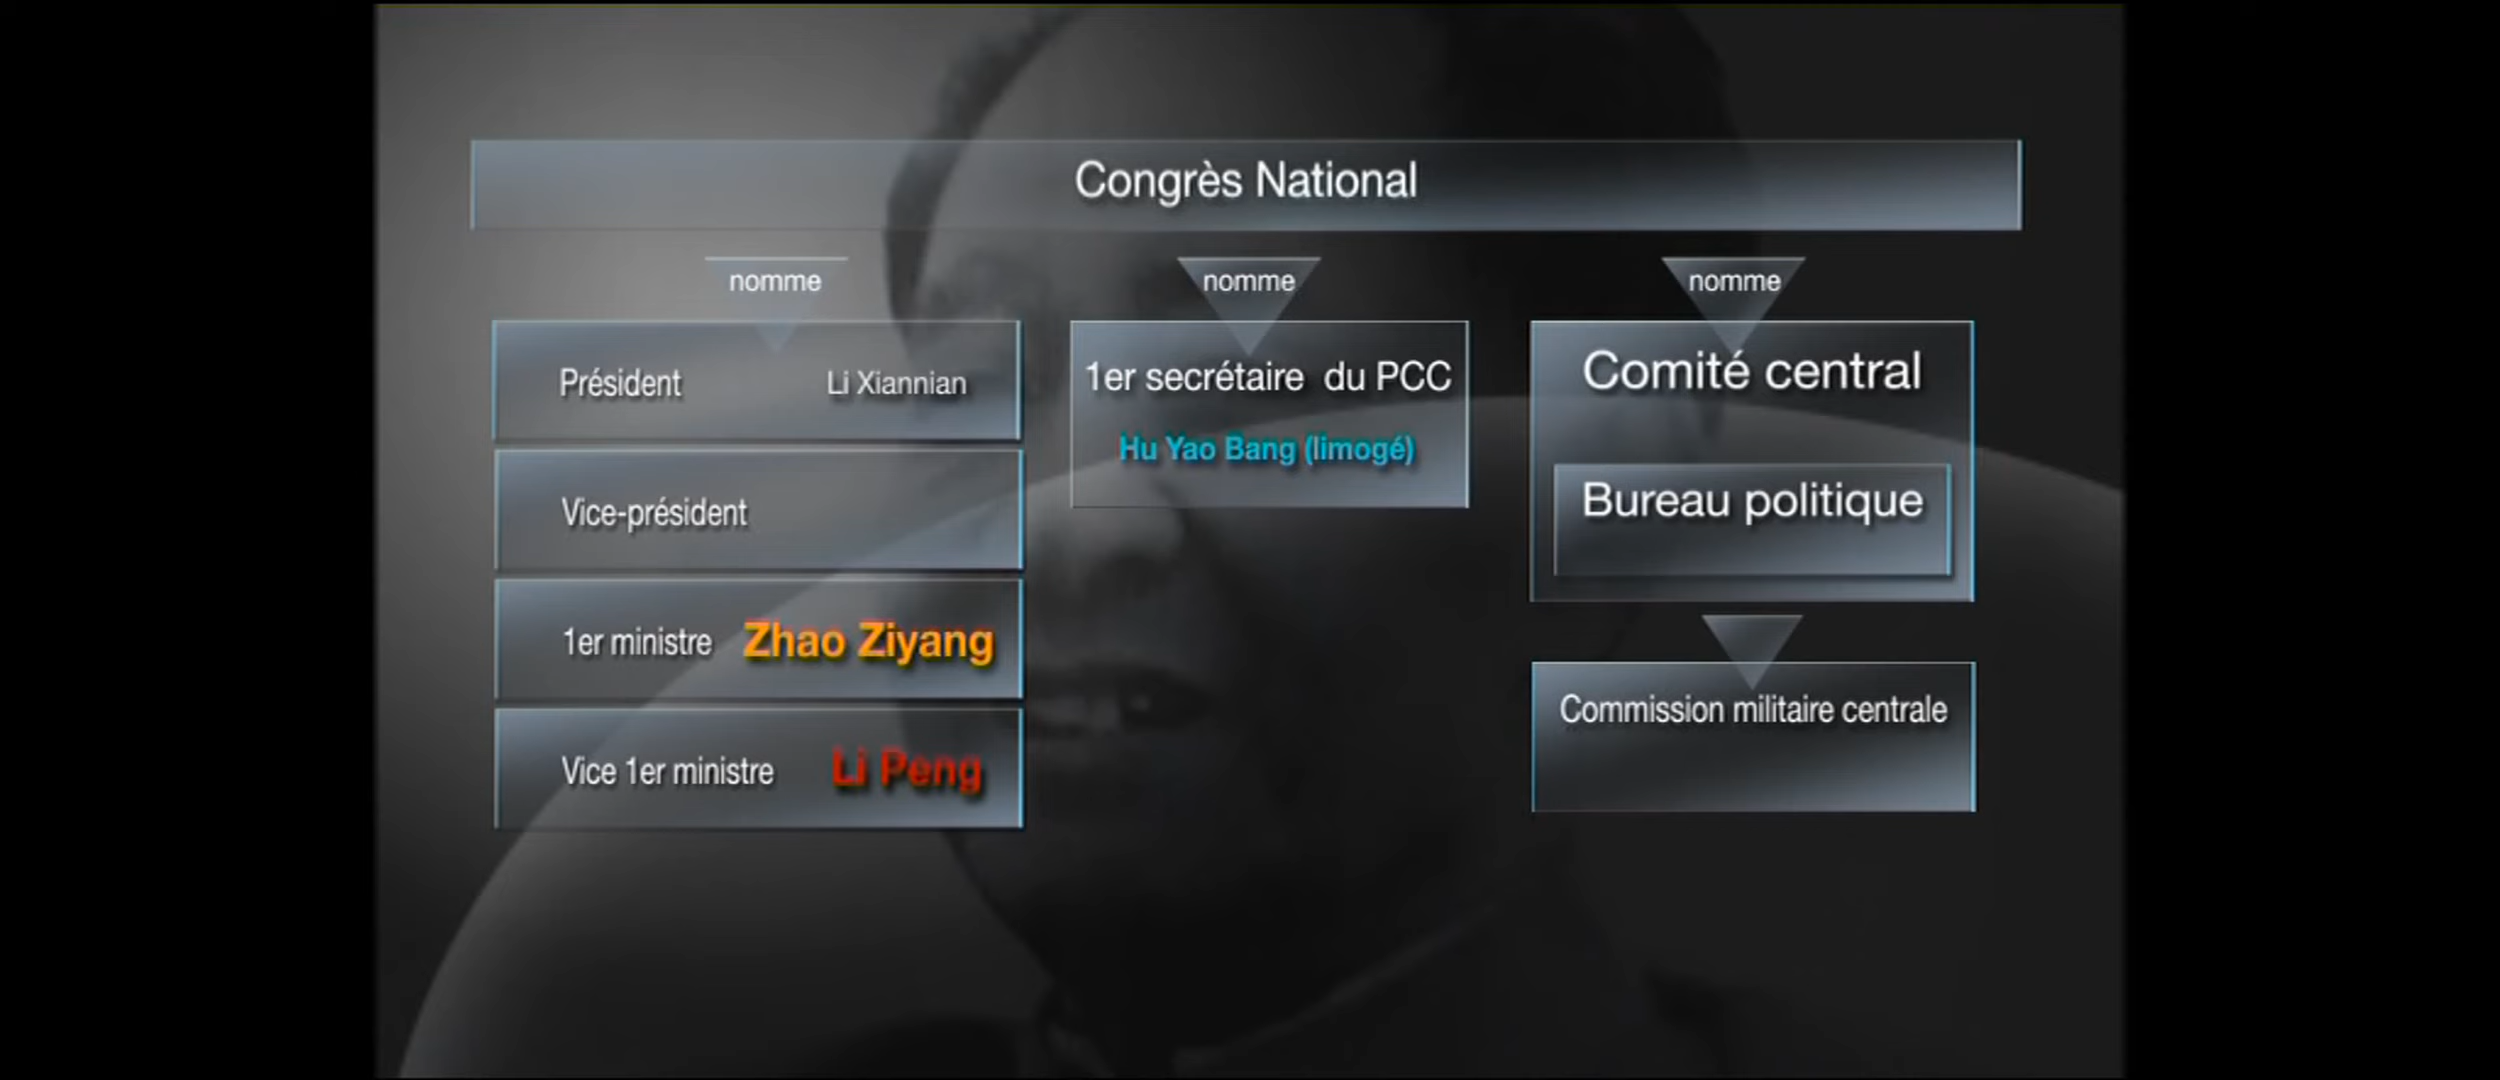 Congrès National
nomme
nomme
nomme
Président Li Xiannian
Vice-président
1er ministre Zhao Ziyang
Vice 1er ministre Li Peng
1er secrétaire du PCC
Hu Yao Bang (limogé)
Comité central
Bureau politique
Commission militaire centrale